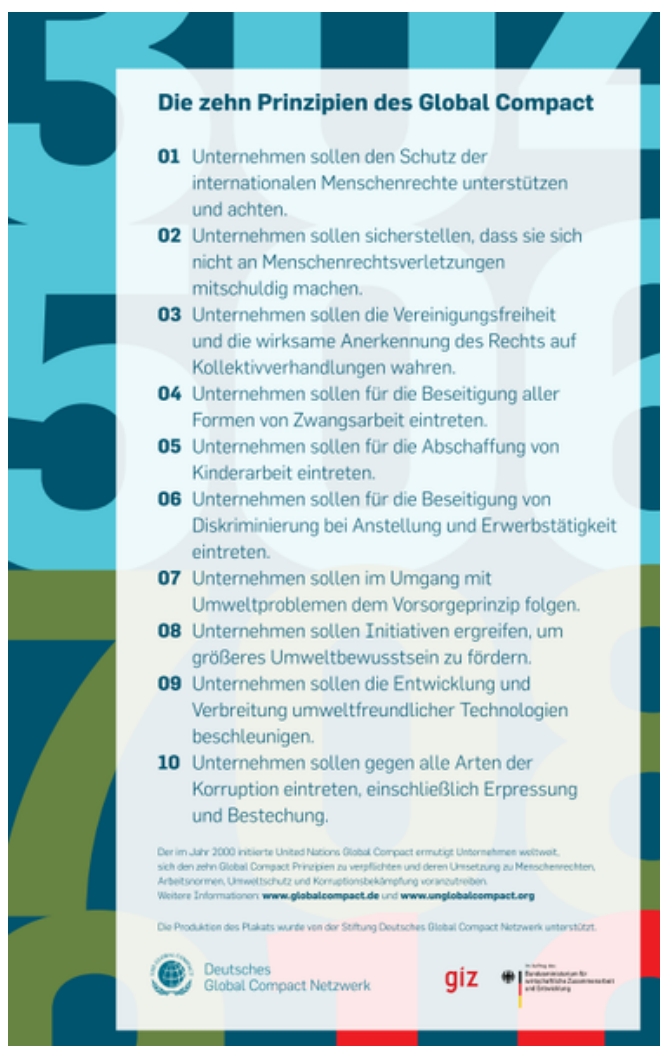 Die zehn Prinzipien des Global Compact
01 Unternehmen sollen den Schutz der
internationalen Menschenrechte unterstützen
und achten.
02 Unternehmen sollen sicherstellen, dass sie sich
nicht an Menschenrechtsverletzungen
mitschuldig machen.
03 Unternehmen sollen die Vereinigungsfreiheit
und die wirksame Anerkennung des Rechts auf
Kollektivverhandlungen wahren.
04 Unternehmen sollen für die Beseitigung aller
Formen von Zwangsarbeit eintreten.
05 Unternehmen sollen für die Abschaffung von
Kinderarbeit eintreten.
06 Unternehmen sollen für die Beseitigung von
Diskriminierung bei Anstellung und Erwerbstätigkeit
eintreten.
07 Unternehmen sollen im Umgang mit
Umweltproblemen dem Vorsorgeprinzip folgen.
08 Unternehmen sollen Initiativen ergreifen, um
größeres Umweltbewusstsein zu fördern.
09 Unternehmen sollen die Entwicklung und
Verbreitung umweltfreundlicher Technologien
beschleunigen.
10 Unternehmen sollen gegen alle Arten der
Korruption eintreten, einschließlich Erpressung
und Bestechung.
Der im Jahr 2000 initiierte United Nations Global Compact ermutigt Unternehmen weltweit,
sich den zehn Global Compact Prinzipien zu verpflichten und deren Umsetzung zu Menschenrechten,
Arbeitsnormen, Umweltschutz und Korruptionsbekämpfung voranzutreiben.
Weitere Informationen: www.globalcompact.de und www.unglobalcompact.org
Die Produktion des Plakats wurde von der Stiftung Deutsches Global Compact Netzwerk unterstützt.
Deutsches
Global Compact Netzwerk
giz
Im Auftrag des
Bundesministerium für
wirtschaftliche Zusammenarbeit
und Entwicklung